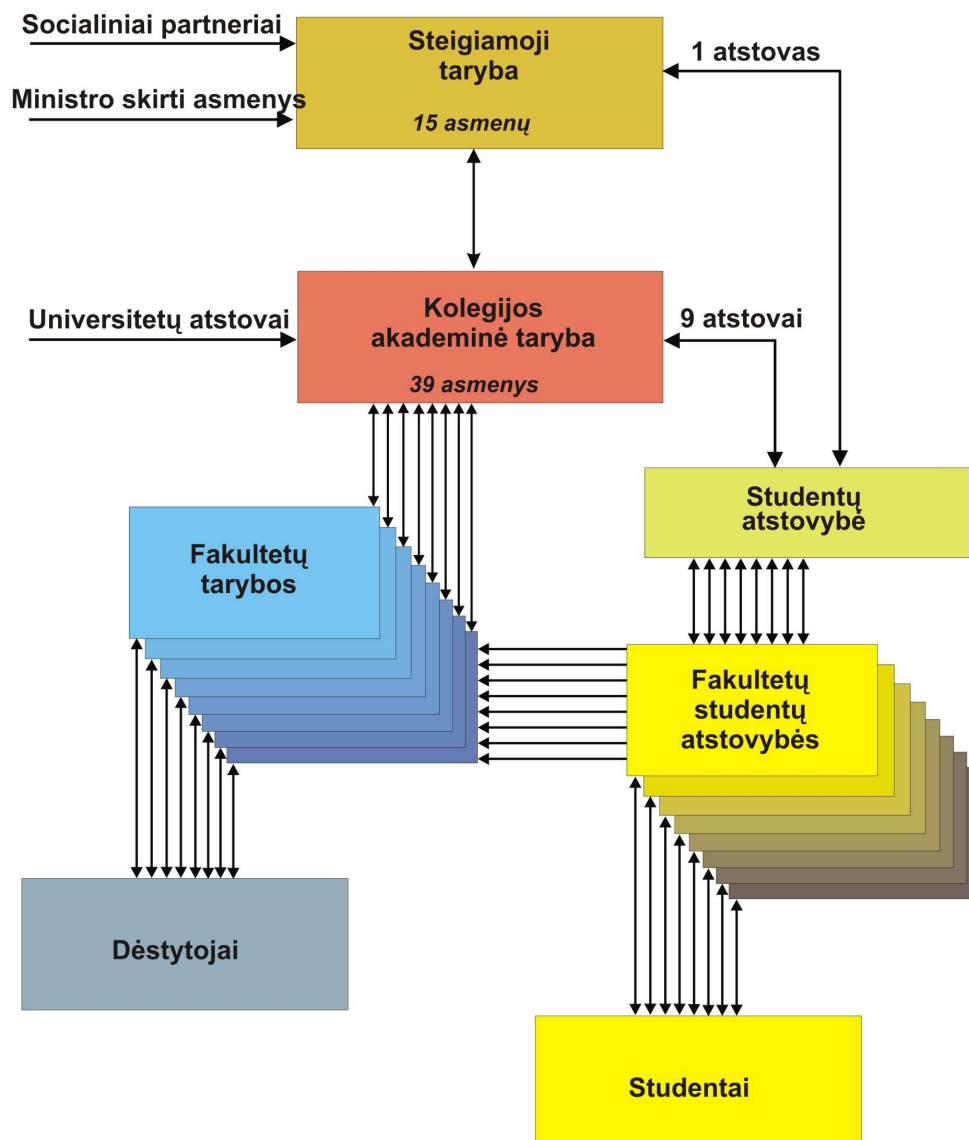 Socialiniai partneriai
Steigiamoji
taryba
1 atstovas
Ministro skirti asmenys
15 asmenų
Kolegijos
akademinė taryba
Universitetų atstovai
9 atstovai
39 asmenys
Studentų
atstovybė
Fakultetų
tarybos
Fakultetų
studentų
atstovybės
Dėstytojai
Studentai